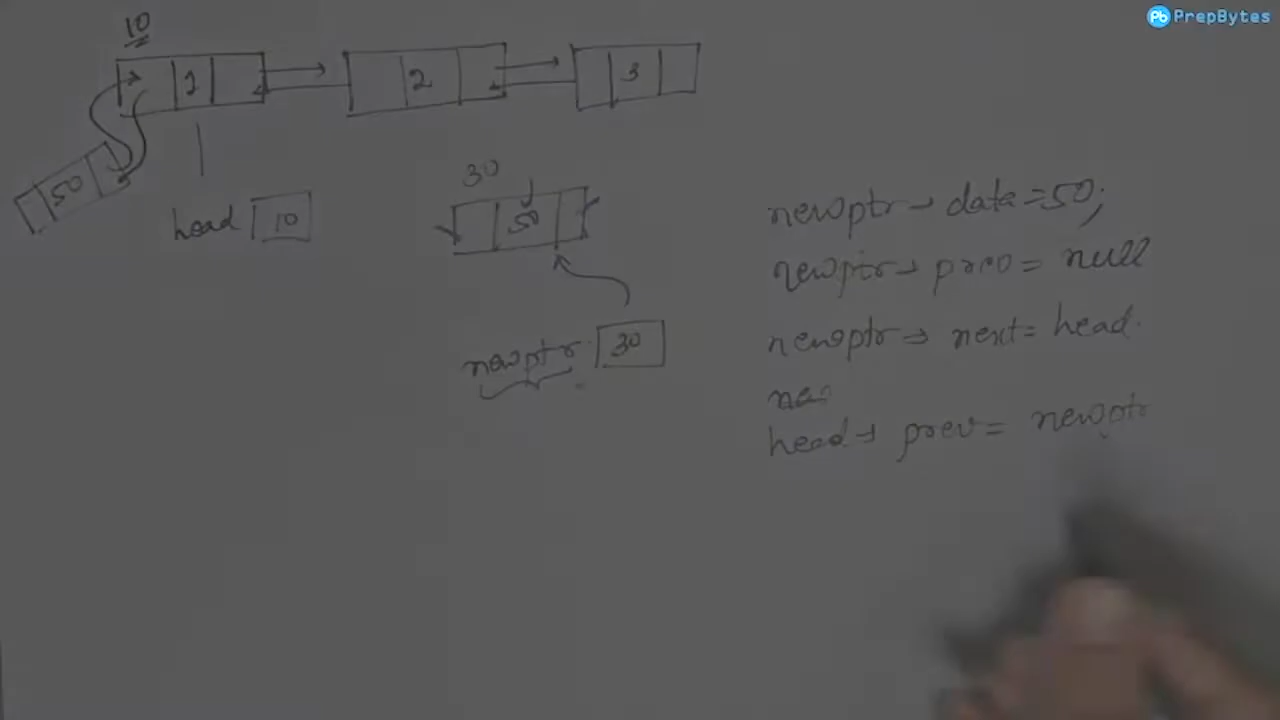 PrepBytes
10
1 2 3
50
head 10
30
50
newptr 30
newptr → data = 50;
newptr → prev = null
newptr → next = head.
new
head → prev = newptr